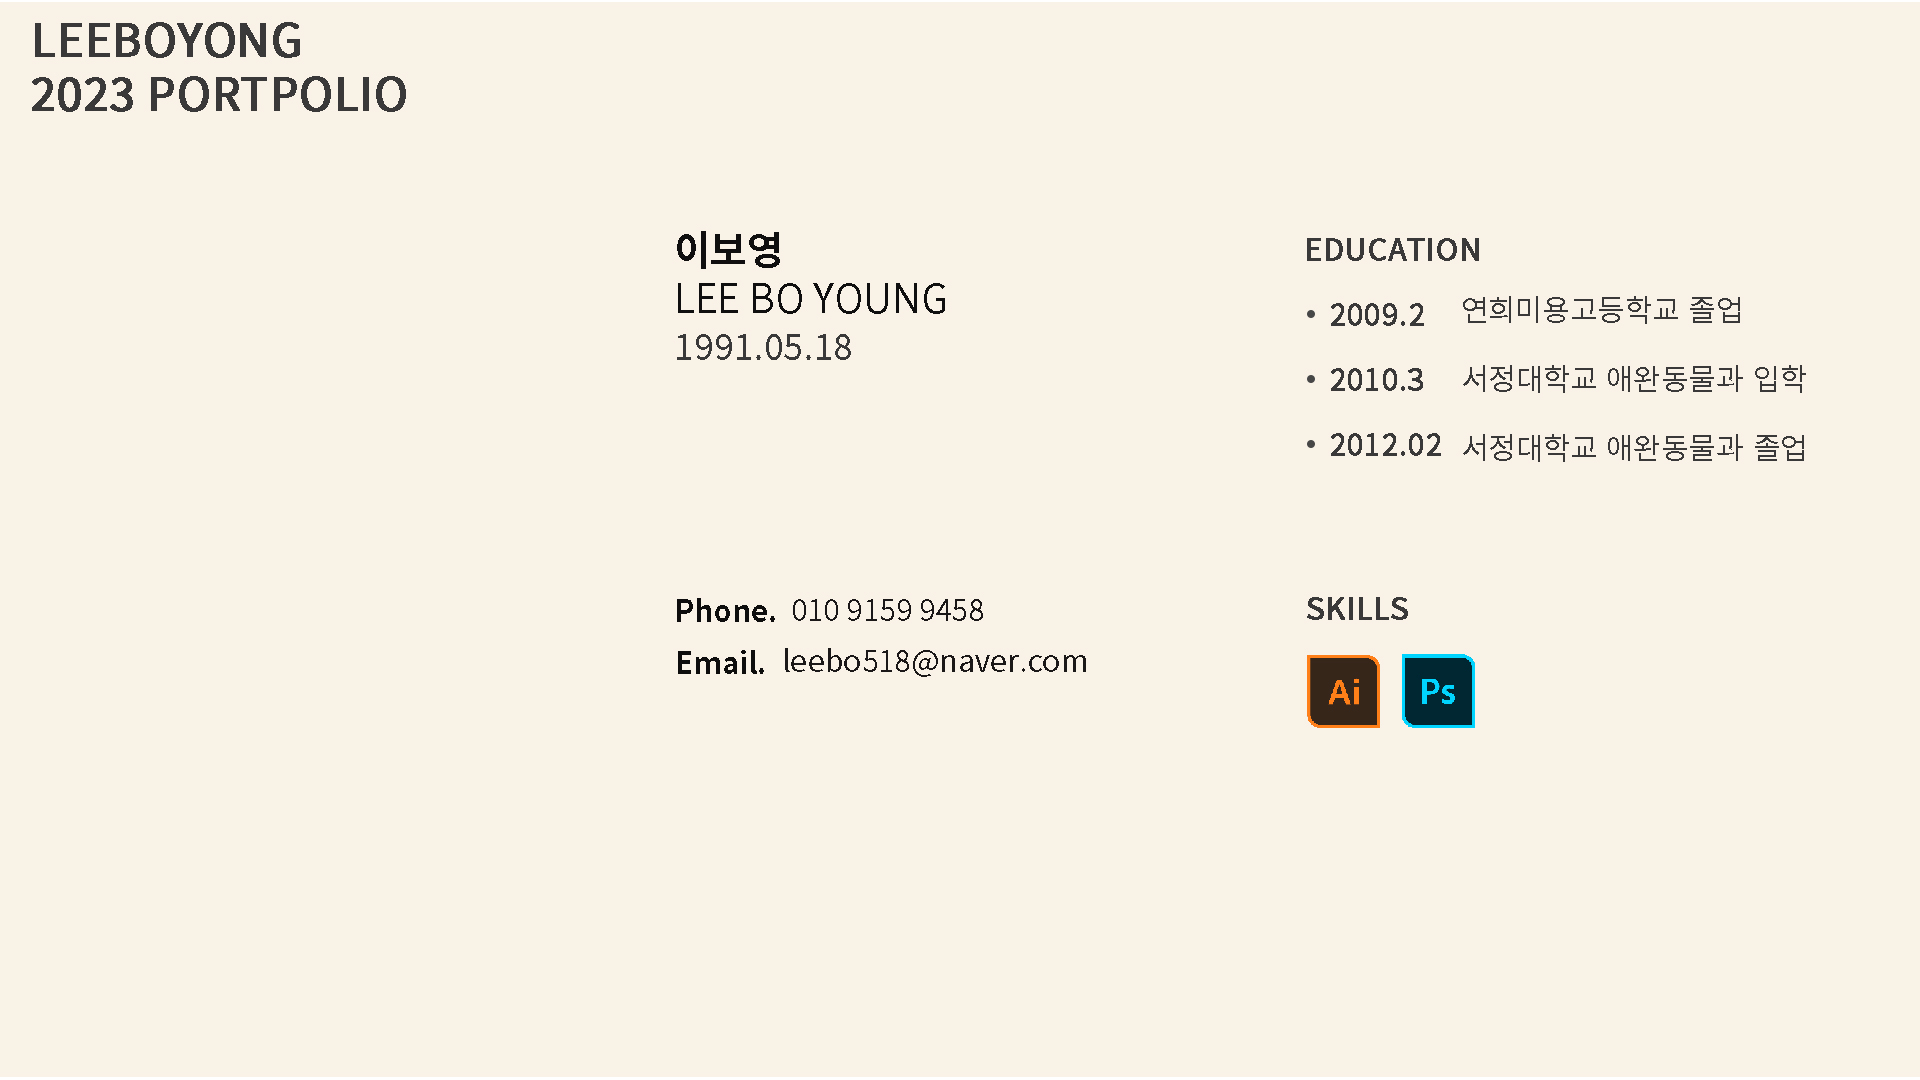 LEEBOYONG
2023 PORTPOLIO
이보영
LEE BO YOUNG
1991.05.18
Phone. 010 9159 9458
Email. leebo518@naver.com
EDUCATION
• 2009.2 연희미용고등학교 졸업
• 2010.3 서정대학교 애완동물과 입학
• 2012.02 서정대학교 애완동물과 졸업
SKILLS
Ai Ps